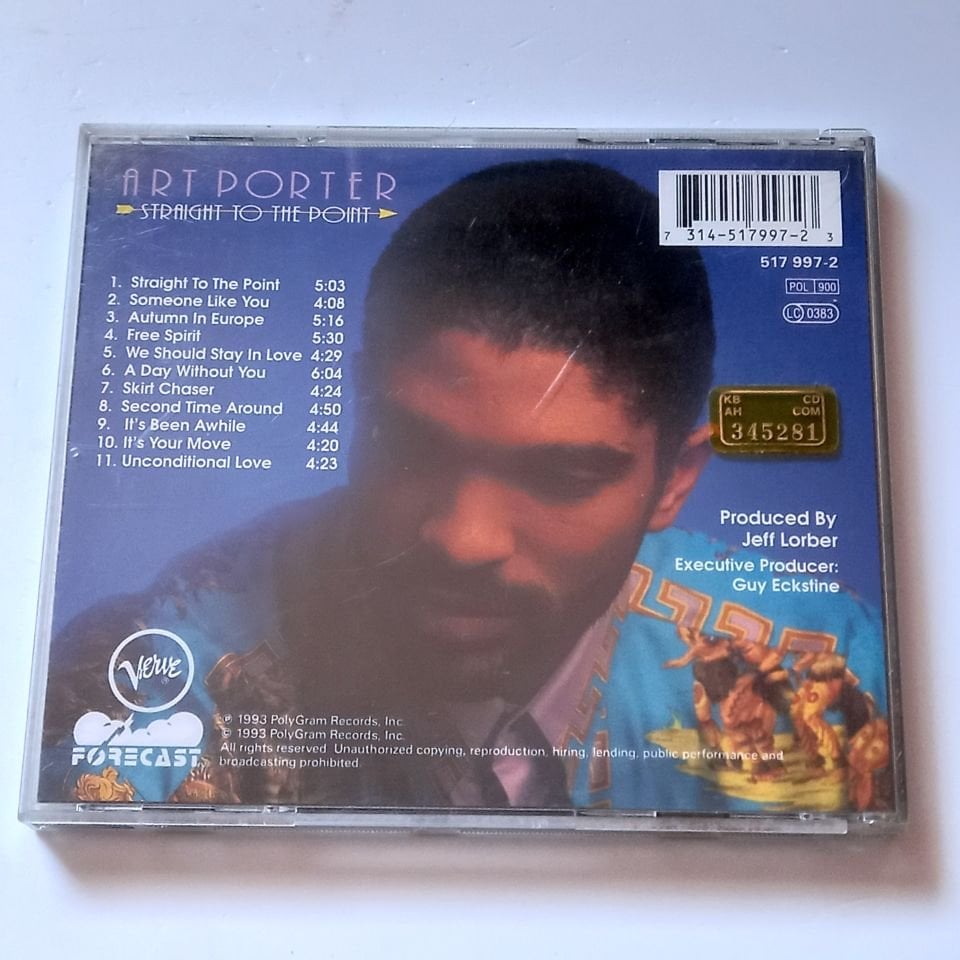 ART PORTER
STRAIGHT TO THE POINT
7 314-517997-2 3
517 997-2
POL 900
LC 0383
1. Straight To The Point 5:03
2. Someone Like You 4:08
3. Autumn In Europe 5:16
4. Free Spirit 5:30
5. We Should Stay In Love 4:29
6. A Day Without You 6:04
7. Skirt Chaser 4:24
8. Second Time Around 4:50
9. It's Been Awhile 4:44
10. It's Your Move 4:20
11. Unconditional Love 4:23
KB CD
AH COM
345281
Produced By
Jeff Lorber
Executive Producer:
Guy Eckstine
Verve
FORECAST
℗ 1993 PolyGram Records, Inc.
© 1993 PolyGram Records, Inc.
All rights reserved. Unauthorized copying, reproduction, hiring, lending, public performance and
broadcasting prohibited.